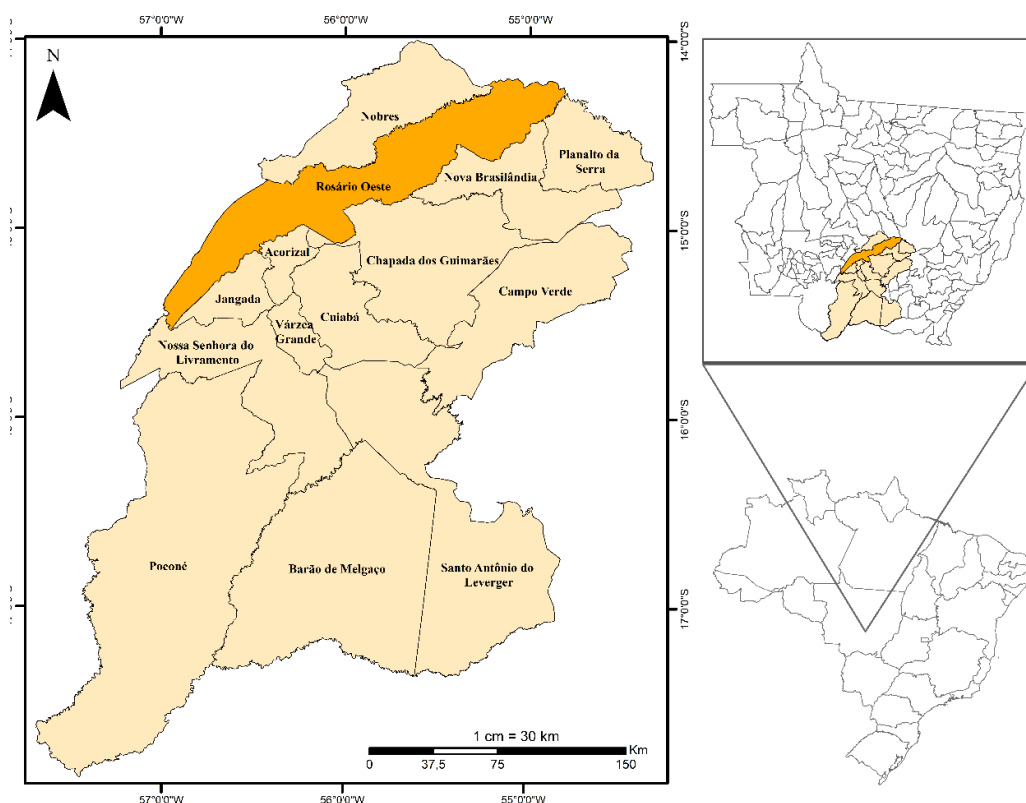 57°0'0"W
56°0'0"W
55°0'0"W
N
14°0'0"S
Nobres
Planalto da
Serra
Nova Brasilândia
Rosário Oeste
15°0'0"S
Acorizal
Chapada dos Guimarães
Jangada
Campo Verde
Cuiabá
Várzea
Grande
Nossa Senhora do
Livramento
16°0'0"S
Poconé
Barão de Melgaço
Santo Antônio do
Leverger
17°0'0"S
1 cm = 30 km
Km
0
37,5
75
150
57°0'0"W
56°0'0"W
55°0'0"W